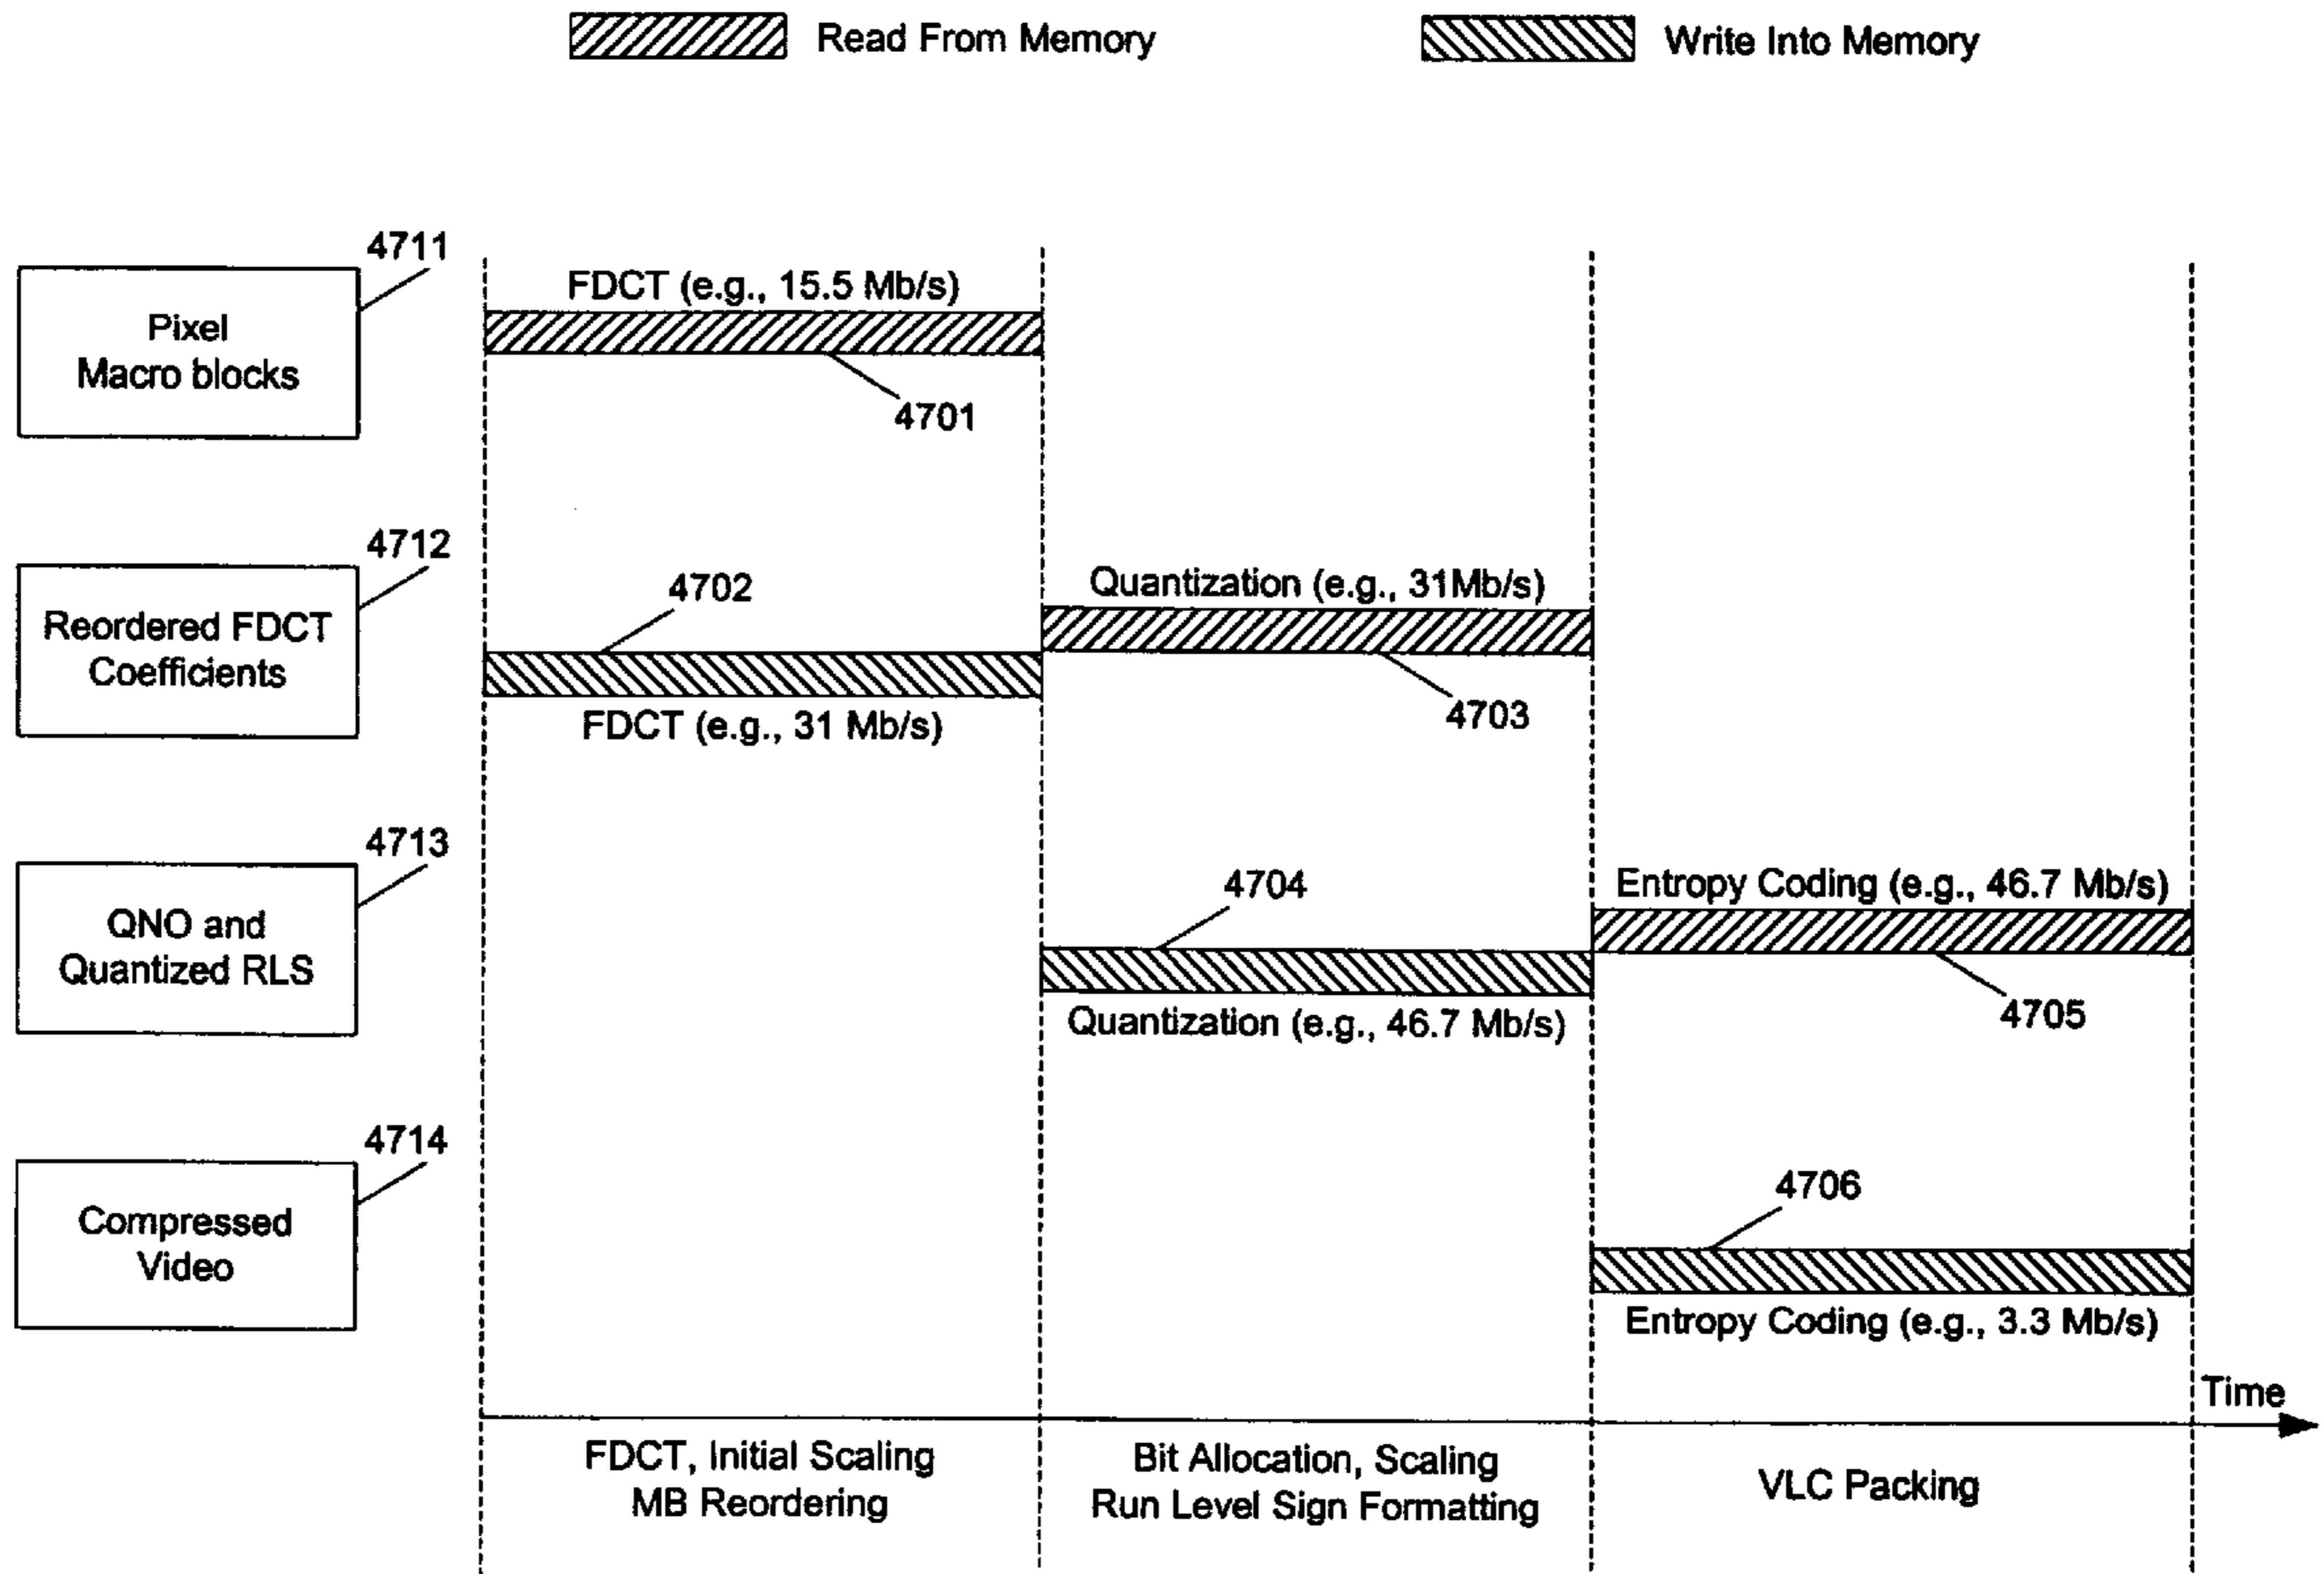 Read From Memory
Write Into Memory
4711
Pixel
Macro blocks
FDCT (e.g., 15.5 Mb/s)
4701
4712
Reordered FDCT
Coefficients
4702
FDCT (e.g., 31 Mb/s)
Quantization (e.g., 31Mb/s)
4703
4713
QNO and
Quantized RLS
4704
Quantization (e.g., 46.7 Mb/s)
Entropy Coding (e.g., 46.7 Mb/s)
4705
4714
Compressed
Video
4706
Entropy Coding (e.g., 3.3 Mb/s)
Time
FDCT, Initial Scaling
MB Reordering
Bit Allocation, Scaling
Run Level Sign Formatting
VLC Packing